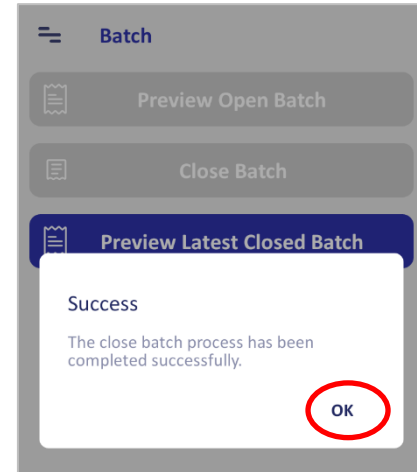 Batch
Preview Open Batch
Close Batch
Preview Latest Closed Batch
Success
The close batch process has been
completed successfully.
OK